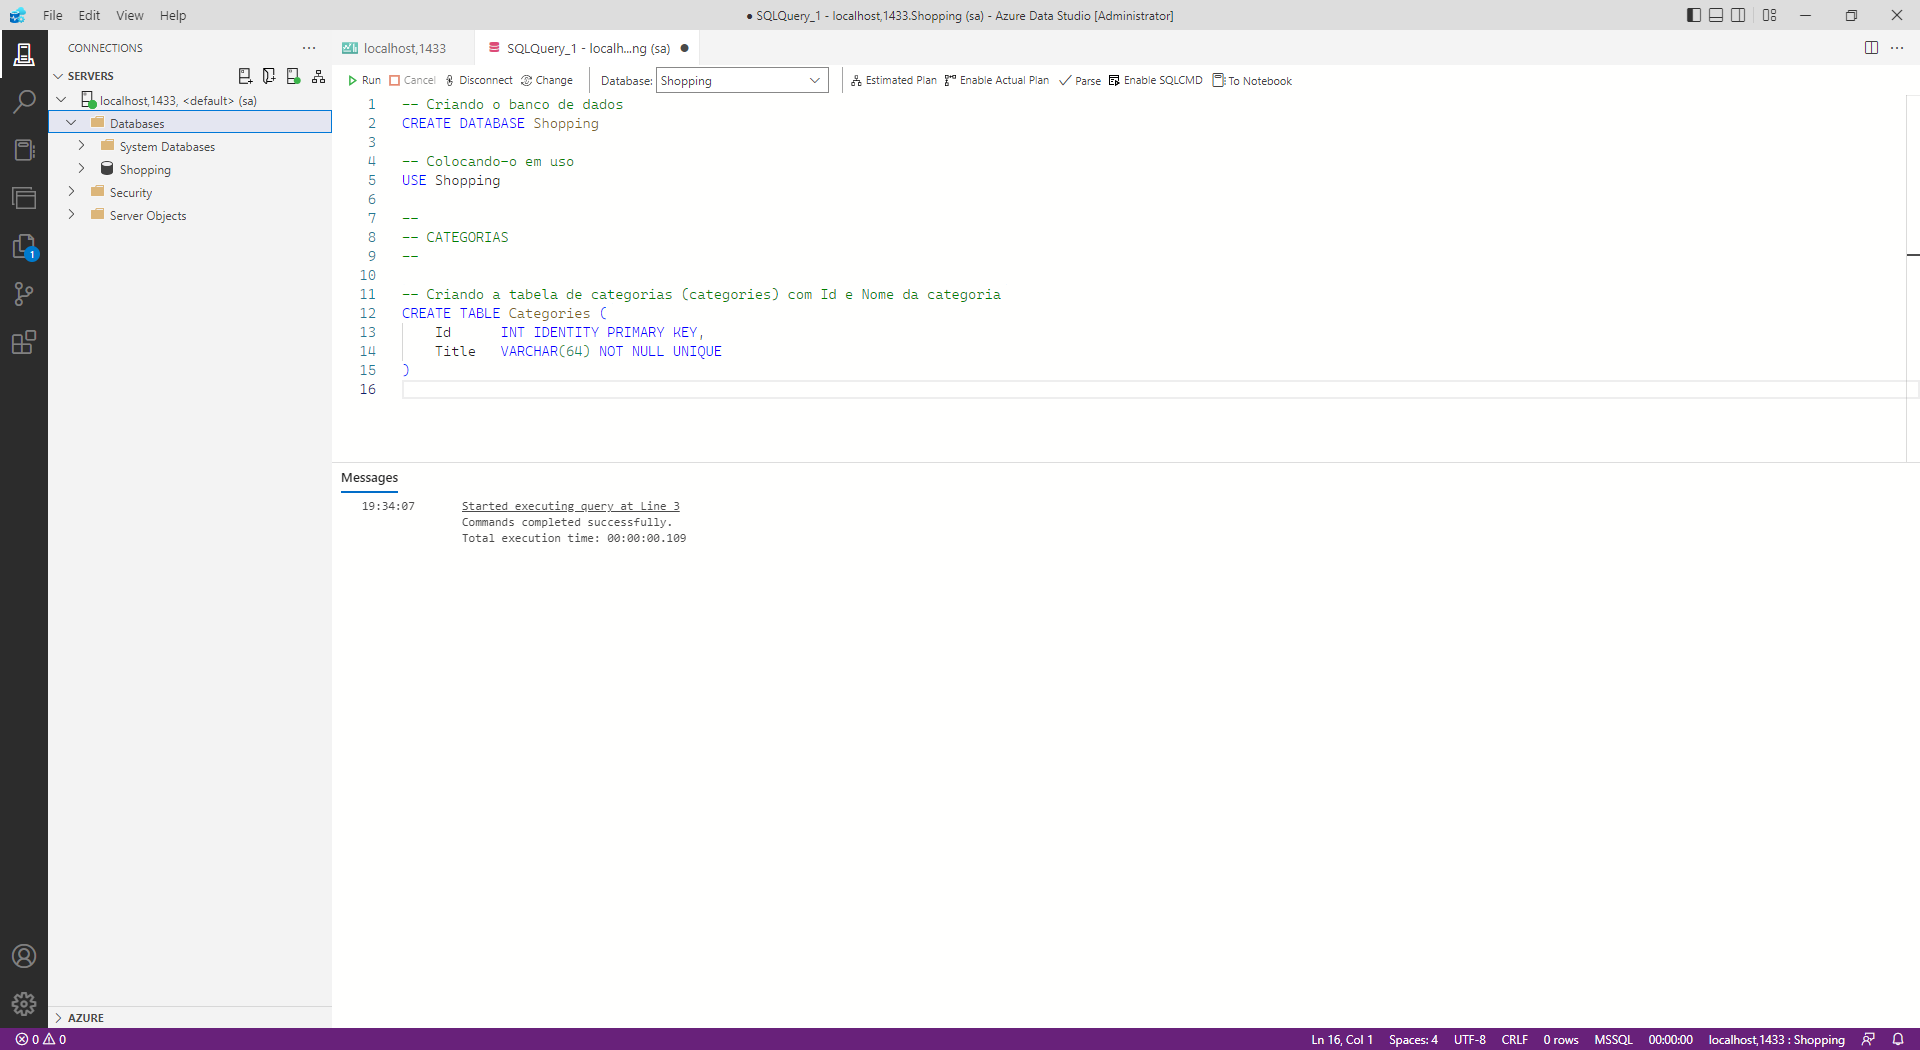 File Edit View Help
● SQLQuery_1 - localhost,1433.Shopping (sa) - Azure Data Studio [Administrator]
CONNECTIONS
SERVERS
localhost,1433, <default> (sa)
Databases
System Databases
Shopping
Security
Server Objects
AZURE
1
localhost,1433
SQLQuery_1 - localh...ng (sa) ●
Run Cancel Disconnect Change Database: Shopping Estimated Plan Enable Actual Plan Parse Enable SQLCMD To Notebook
1 -- Criando o banco de dados
2 CREATE DATABASE Shopping
3
4 -- Colocando-o em uso
5 USE Shopping
6
7 --
8 -- CATEGORIAS
9 --
10
11 -- Criando a tabela de categorias (categories) com Id e Nome da categoria
12 CREATE TABLE Categories (
13 Id INT IDENTITY PRIMARY KEY,
14 Title VARCHAR(64) NOT NULL UNIQUE
15 )
16
Messages
19:34:07 Started executing query at Line 3
Commands completed successfully.
Total execution time: 00:00:00.109
0 0 Ln 16, Col 1 Spaces: 4 UTF-8 CRLF 0 rows MSSQL 00:00:00 localhost,1433 : Shopping